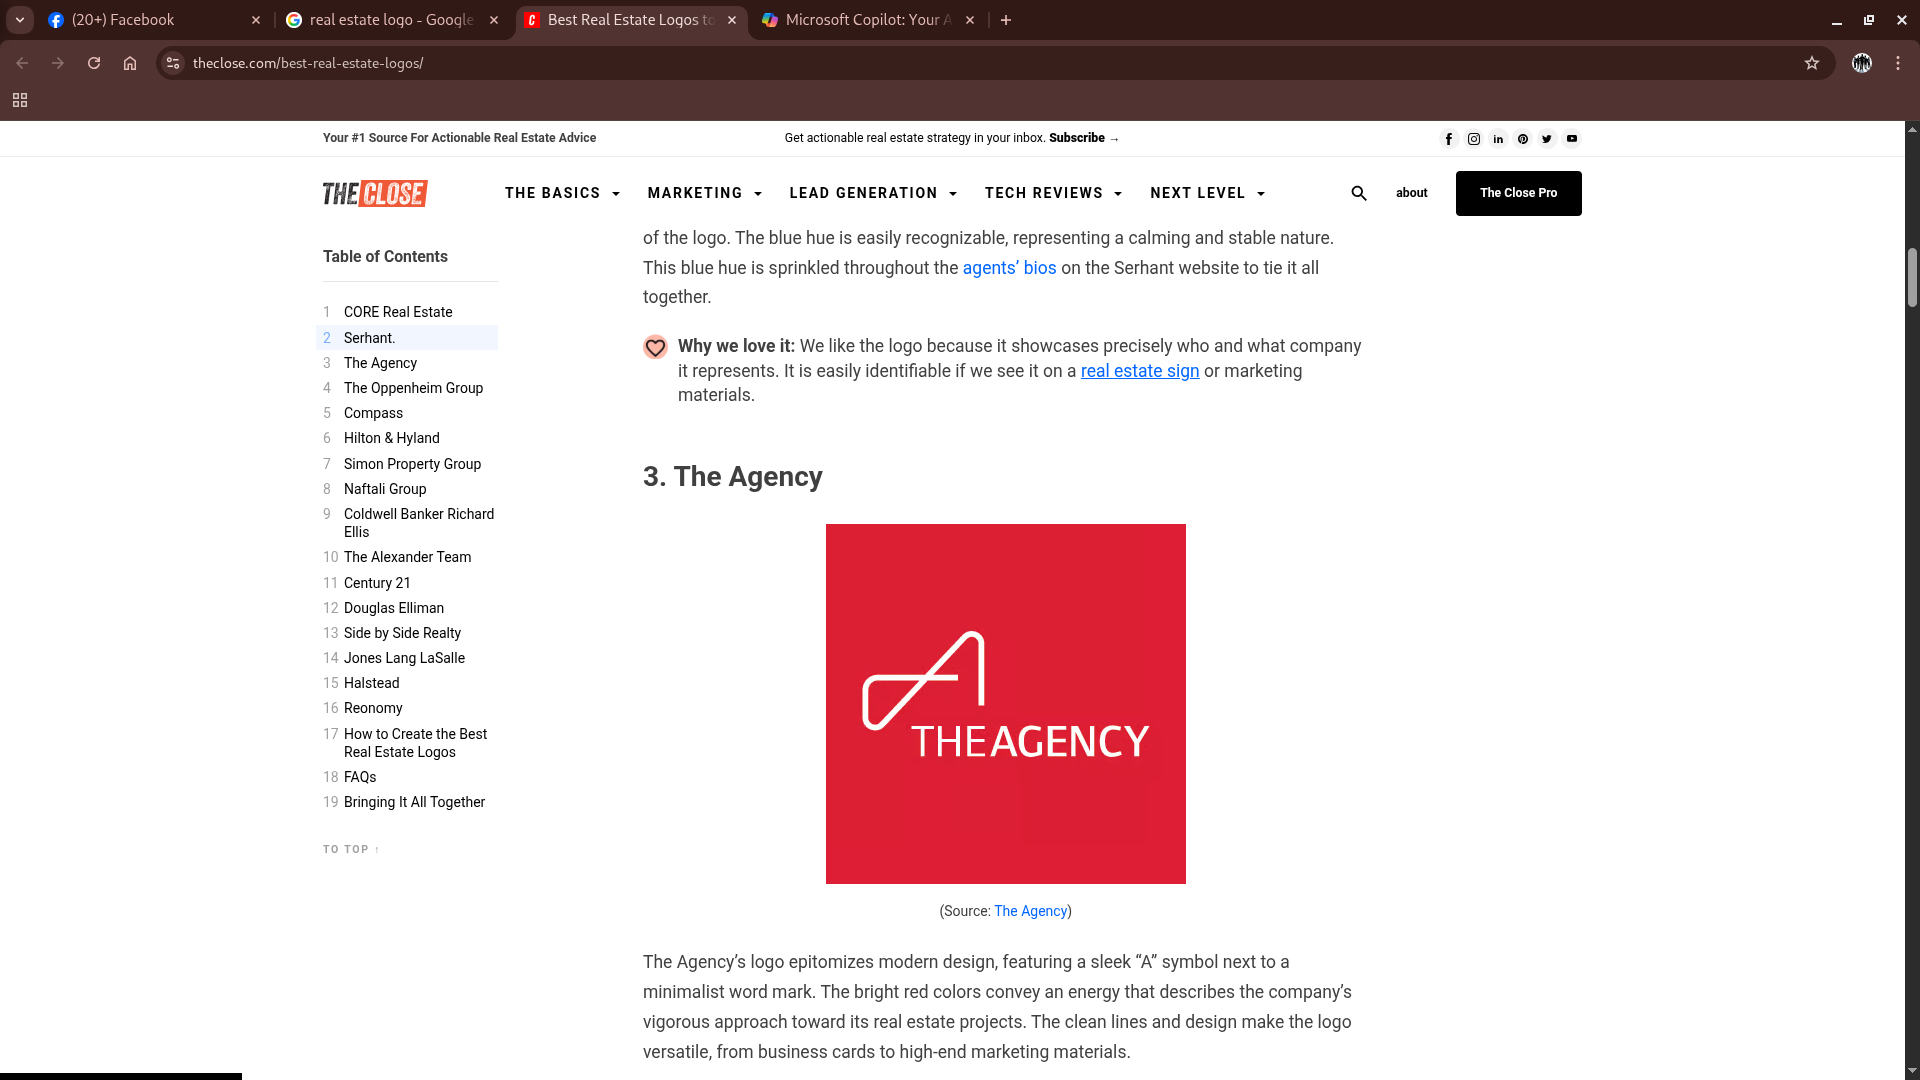 (20+) Facebook
real estate logo - Google
Best Real Estate Logos to
Microsoft Copilot: Your A
theclose.com/best-real-estate-logos/
Your #1 Source For Actionable Real Estate Advice
Get actionable real estate strategy in your inbox. Subscribe →
THE CLOSE
THE BASICS
MARKETING
LEAD GENERATION
TECH REVIEWS
NEXT LEVEL
about
The Close Pro
Table of Contents
1 CORE Real Estate
2 Serhant.
3 The Agency
4 The Oppenheim Group
5 Compass
6 Hilton & Hyland
7 Simon Property Group
8 Naftali Group
9 Coldwell Banker Richard
Ellis
10 The Alexander Team
11 Century 21
12 Douglas Elliman
13 Side by Side Realty
14 Jones Lang LaSalle
15 Halstead
16 Reonomy
17 How to Create the Best
Real Estate Logos
18 FAQs
19 Bringing It All Together
TO TOP ↑
of the logo. The blue hue is easily recognizable, representing a calming and stable nature.
This blue hue is sprinkled throughout the agents’ bios on the Serhant website to tie it all
together.
Why we love it: We like the logo because it showcases precisely who and what company
it represents. It is easily identifiable if we see it on a real estate sign or marketing
materials.
3. The Agency
THE AGENCY
(Source: The Agency)
The Agency’s logo epitomizes modern design, featuring a sleek “A” symbol next to a
minimalist word mark. The bright red colors convey an energy that describes the company’s
vigorous approach toward its real estate projects. The clean lines and design make the logo
versatile, from business cards to high-end marketing materials.